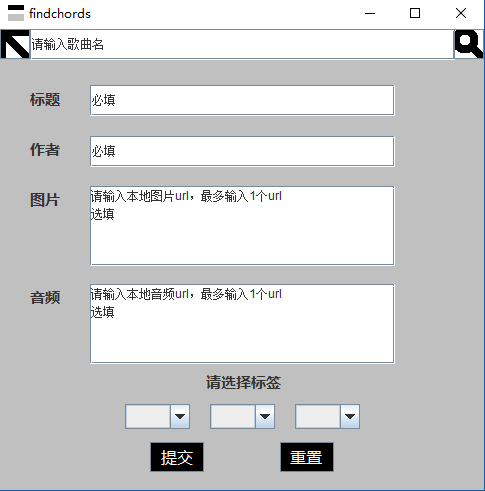 findchords
请输入歌曲名
标题
必填
作者
必填
图片
请输入本地图片url，最多输入1个url
选填
音频
请输入本地音频url，最多输入1个url
选填
请选择标签
提交
重置